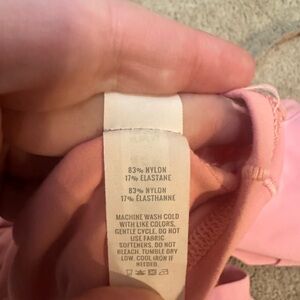 83% NYLON
17% ELASTANE
83% NYLON
17% ÉLASTHANNE
MACHINE WASH COLD
WITH LIKE COLORS,
GENTLE CYCLE. DO NOT
USE FABRIC
SOFTENERS. DO NOT
BLEACH. TUMBLE DRY
LOW. COOL IRON IF
NEEDED.